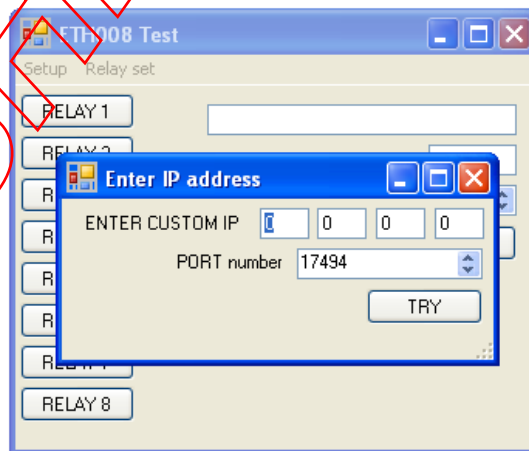 ETH008 Test
Setup Relay set
RELAY 1
Enter IP address
ENTER CUSTOM IP 0 0 0 0
PORT number 17494
TRY
RELAY 8